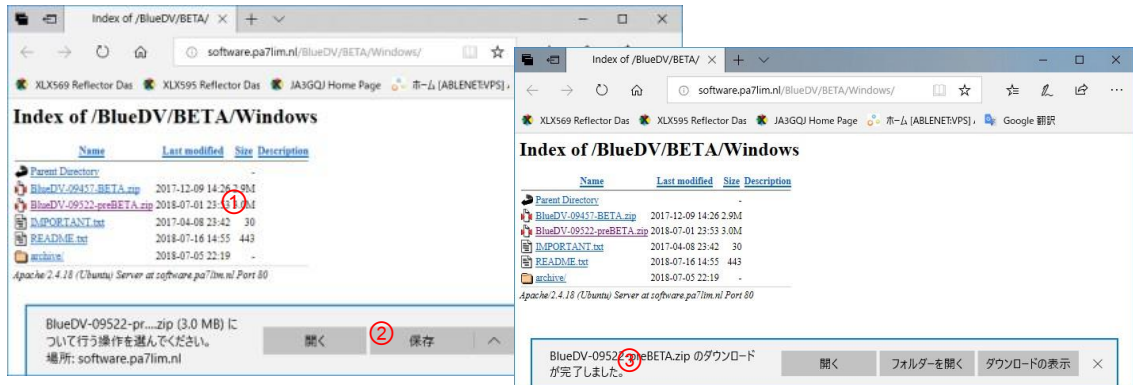 Index of /BlueDV/BETA/
software.pa7lim.nl/BlueDV/BETA/Windows/
XLX569 Reflector Das XLX595 Reflector Das JA3GQJ Home Page ホーム [ABLENET:VPS]
Index of /BlueDV/BETA/Windows
Name Last modified Size Description
Parent Directory -
BlueDV-09457-BETA.zip 2017-12-09 14:26 2.9M
BlueDV-09522-preBETA.zip 2018-07-01 23:53 3.0M
①
IMPORTANT.txt 2017-04-08 23:42 30
README.txt 2018-07-16 14:55 443
archive/ 2018-07-05 22:19 -
Apache/2.4.18 (Ubuntu) Server at software.pa7lim.nl Port 80
BlueDV-09522-pr....zip (3.0 MB) に
ついて行う操作を選んでください。
場所: software.pa7lim.nl
開く
②
保存
Index of /BlueDV/BETA/
software.pa7lim.nl/BlueDV/BETA/Windows/
XLX569 Reflector Das XLX595 Reflector Das JA3GQJ Home Page ホーム [ABLENET:VPS] Google 翻訳
Index of /BlueDV/BETA/Windows
Name Last modified Size Description
Parent Directory -
BlueDV-09457-BETA.zip 2017-12-09 14:26 2.9M
BlueDV-09522-preBETA.zip 2018-07-01 23:53 3.0M
IMPORTANT.txt 2017-04-08 23:42 30
README.txt 2018-07-16 14:55 443
archive/ 2018-07-05 22:19 -
Apache/2.4.18 (Ubuntu) Server at software.pa7lim.nl Port 80
BlueDV-09522-preBETA.zip のダウンロード
が完了しました。
③
開く
フォルダーを開く
ダウンロードの表示